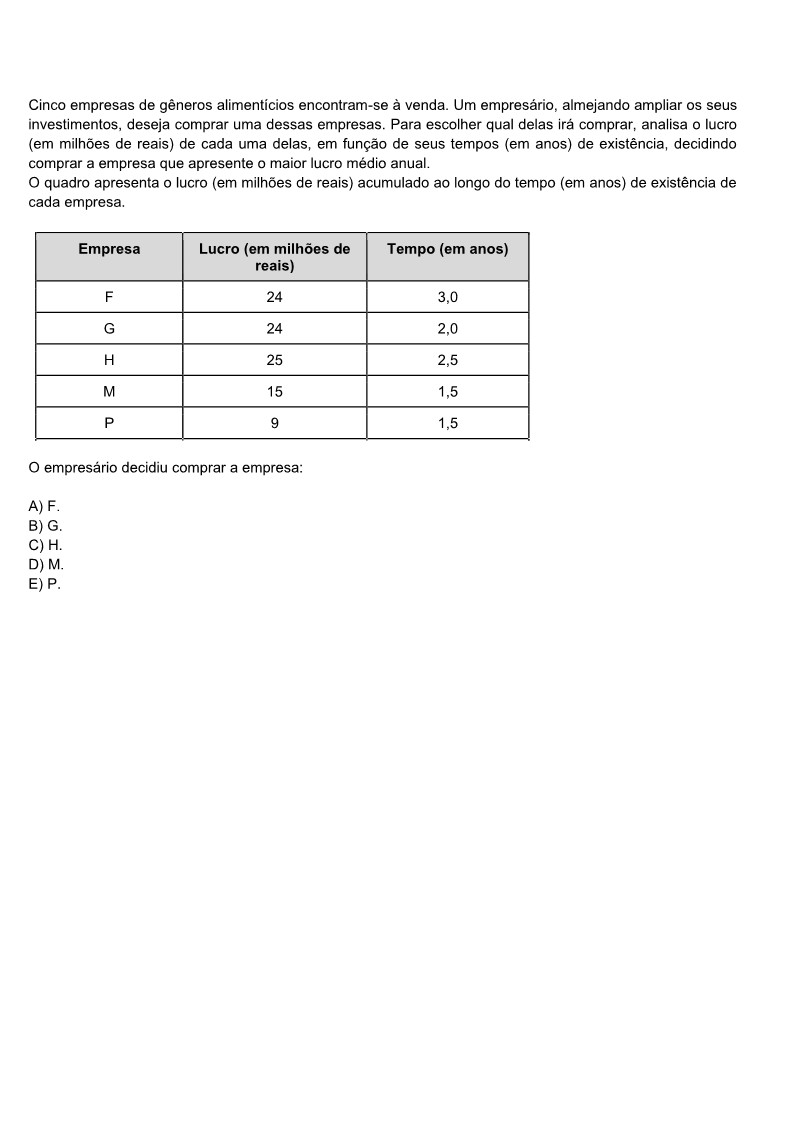 Cinco empresas de gêneros alimentícios encontram-se à venda. Um empresário, almejando ampliar os seus
investimentos, deseja comprar uma dessas empresas. Para escolher qual delas irá comprar, analisa o lucro
(em milhões de reais) de cada uma delas, em função de seus tempos (em anos) de existência, decidindo
comprar a empresa que apresente o maior lucro médio anual.
O quadro apresenta o lucro (em milhões de reais) acumulado ao longo do tempo (em anos) de existência de
cada empresa.
Empresa Lucro (em milhões de reais) Tempo (em anos)
F 24 3,0
G 24 2,0
H 25 2,5
M 15 1,5
P 9 1,5
O empresário decidiu comprar a empresa:
A) F.
B) G.
C) H.
D) M.
E) P.